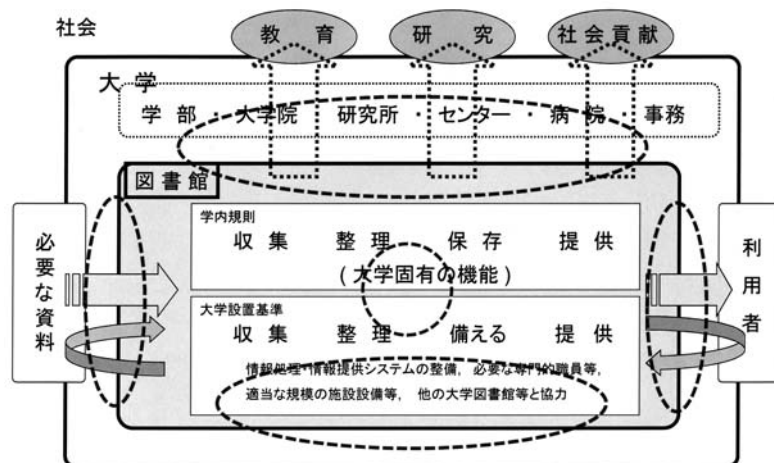 社会
教育
研究
社会貢献
大学
学部・大学院 研究所・センター・病院・事務
図書館
必要な資料
利用者
学内規則
収集 整理 保存 提供
(大学固有の機能)
大学設置基準
収集 整理 備える 提供
情報処理・情報提供システムの整備, 必要な専門的職員等,
適当な規模の施設設備等, 他の大学図書館等と協力